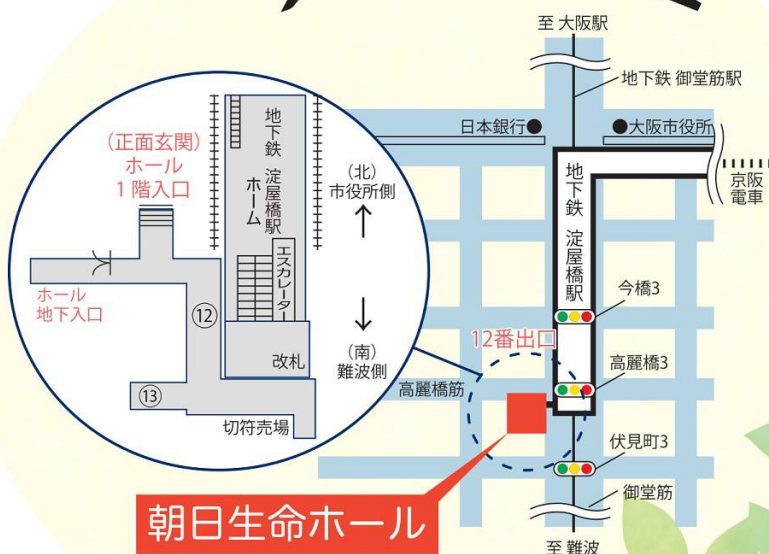 至 大阪駅
地下鉄 御堂筋駅
日本銀行●
●大阪市役所
京阪
電車
地下鉄 淀屋橋駅
今橋3
12番出口
高麗橋3
高麗橋筋
伏見町3
御堂筋
至 難波
朝日生命ホール
(正面玄関)
ホール
1階入口
地下鉄 淀屋橋駅
ホーム
(北)
市役所側
エスカレーター
ホール
地下入口
⑫
(南)
難波側
改札
⑬
切符売場